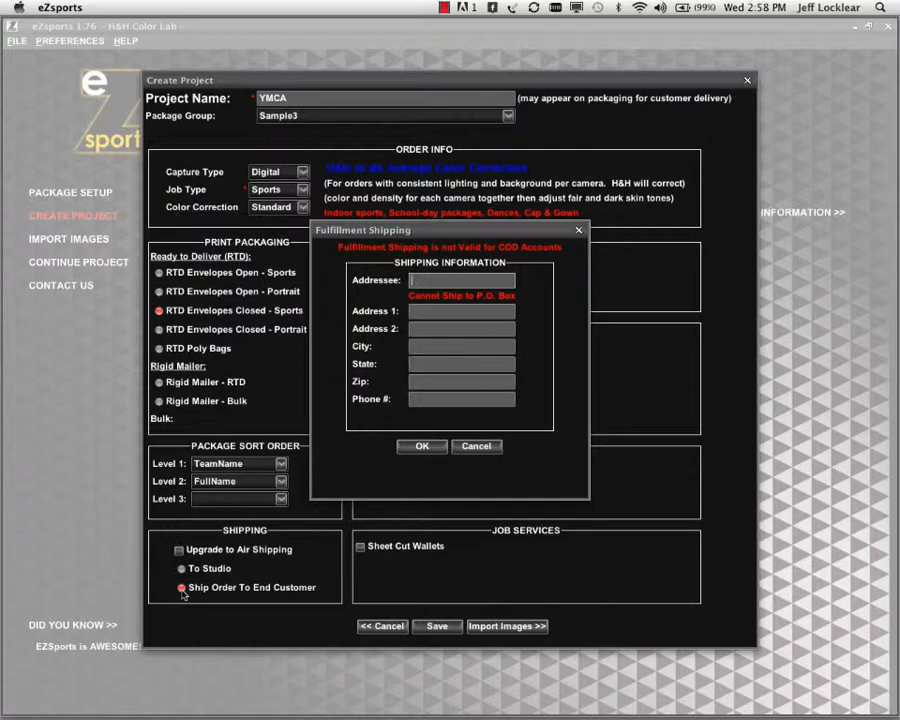 eZsports
1 (99%) Wed 2:58 PM Jeff Locklear
eZsports 1.76 - H&H Color Lab
FILE PREFERENCES HELP
eZ
sport
PACKAGE SETUP
CREATE PROJECT
IMPORT IMAGES
CONTINUE PROJECT
CONTACT US
INFORMATION >>
DID YOU KNOW >>
EZSports is AWESOME!
Create Project
Project Name: * YMCA (may appear on packaging for customer delivery)
Package Group: Sample3
ORDER INFO
Capture Type Digital
Job Type * Sports
Color Correction Standard
H&H to do Average Color Correction
(For orders with consistent lighting and background per camera. H&H will correct)
(color and density for each camera together then adjust fair and dark skin tones)
Indoor sports, School-day packages, Dances, Cap & Gown
PRINT PACKAGING
Ready to Deliver (RTD):
RTD Envelopes Open - Sports
RTD Envelopes Open - Portrait
RTD Envelopes Closed - Sports
RTD Envelopes Closed - Portrait
RTD Poly Bags
Rigid Mailer:
Rigid Mailer - RTD
Rigid Mailer - Bulk
Bulk:
PACKAGE SORT ORDER
Level 1: TeamName
Level 2: FullName
Level 3:
SHIPPING
Upgrade to Air Shipping
To Studio
Ship Order To End Customer
JOB SERVICES
Sheet Cut Wallets
<< Cancel Save Import Images >>
Fulfillment Shipping
Fulfillment Shipping is not Valid for COD Accounts
SHIPPING INFORMATION
Addressee:
Cannot Ship to P.O. Box
Address 1:
Address 2:
City:
State:
Zip:
Phone #:
OK Cancel